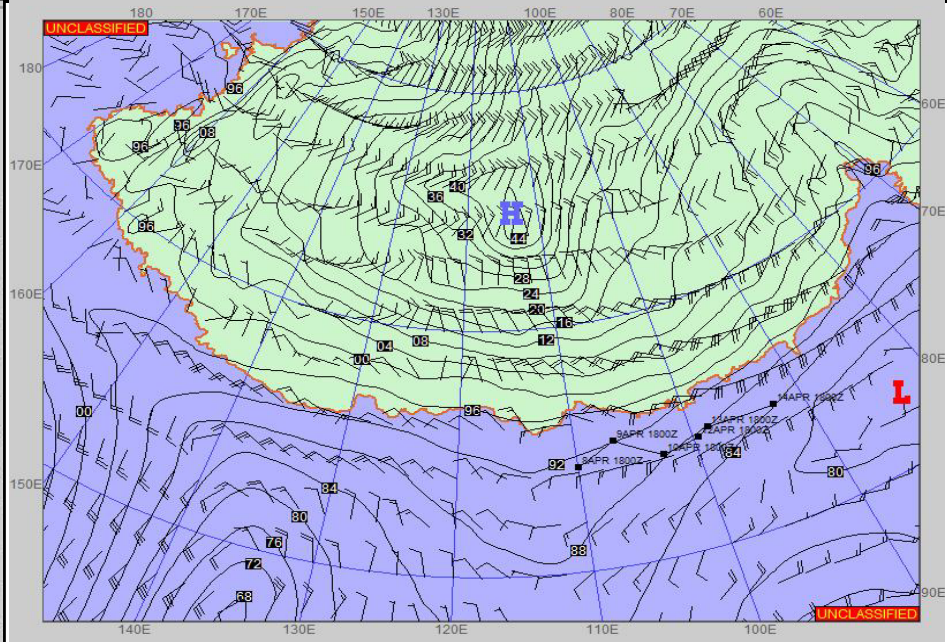 180 170E 150E 120E 100E 80E 70E 60E
UNCLASSIFIED
180
96
60E
36 08
96
170E
96
40
36
70E
H
96
32 44
28
160E
24
20
16
12
08
04
00
80E
L
14APR 1800Z
00
96
13APR 1800Z
12APR 1800Z
9APR 1800Z
10APR 1800Z
84
92
8APR 1800Z
80
150E
84
80
76
88
72
68
90E
UNCLASSIFIED
140E 130E 120E 110E 100E